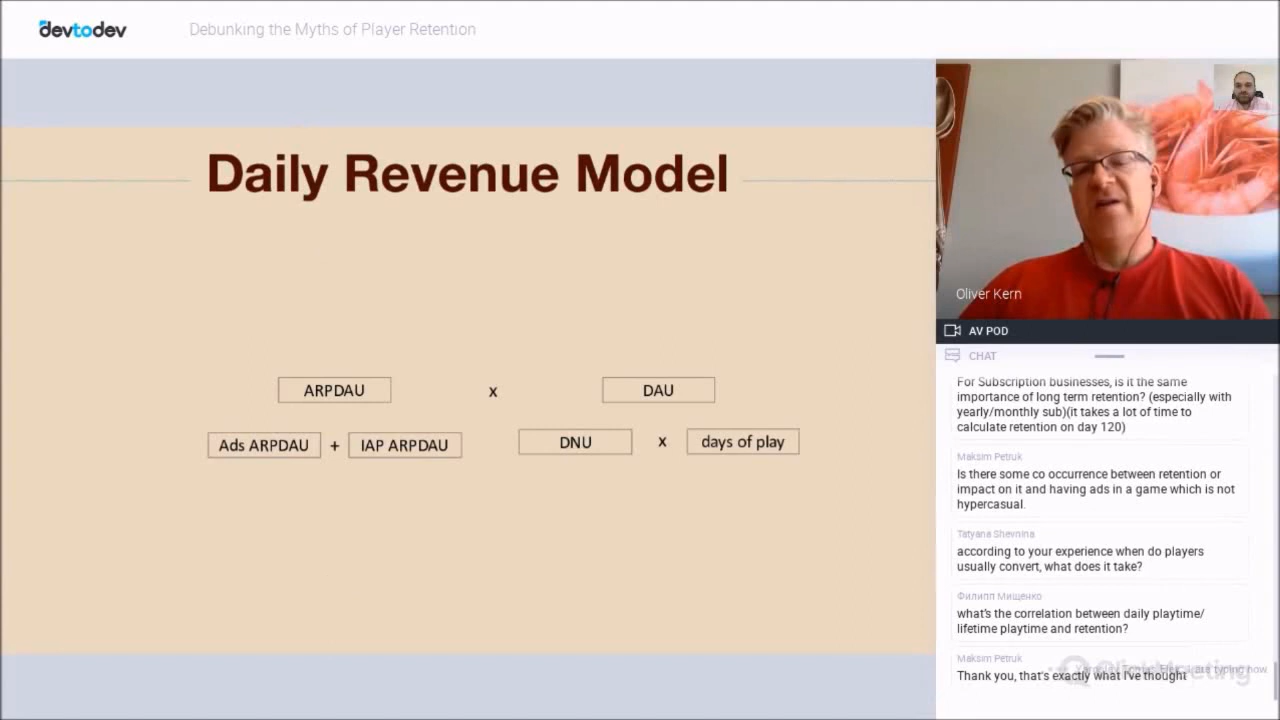 devtodev
Debunking the Myths of Player Retention
Daily Revenue Model
ARPDAU x DAU
Ads ARPDAU + IAP ARPDAU DNU x days of play
Oliver Kern
AV POD
CHAT
For Subscription businesses, is it the same
importance of long term retention? (especially with
yearly/monthly sub)(it takes a lot of time to
calculate retention on day 120)
Maksim Petruk
Is there some co occurrence between retention or
impact on it and having ads in a game which is not
hypercasual.
Tatyana Shevnina
according to your experience when do players
usually convert, what does it take?
Филипп Мищенко
what's the correlation between daily playtime/
lifetime playtime and retention?
Maksim Petruk
Thank you, that's exactly what I've thought
are typing now